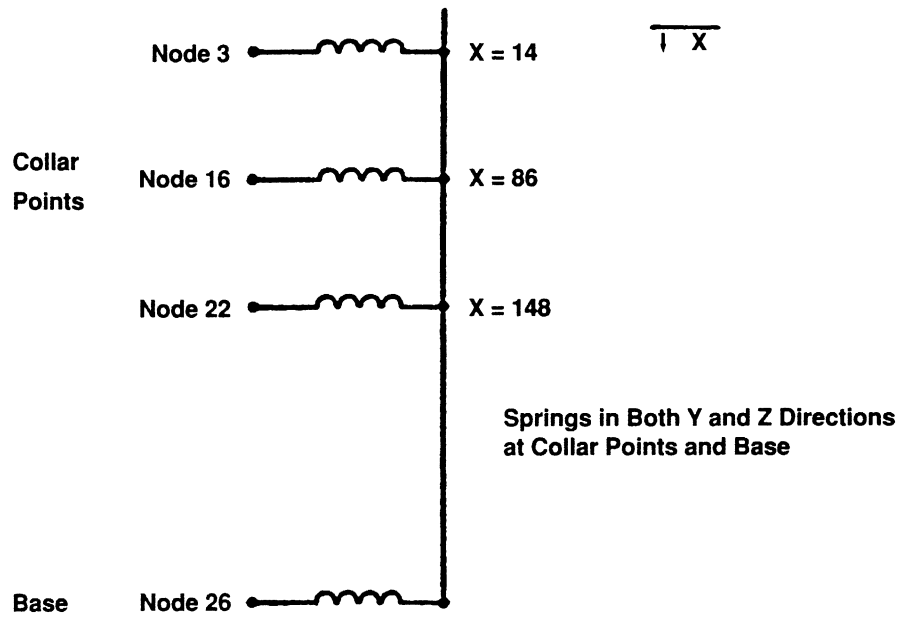 Node 3
X = 14
X
Collar
Points
Node 16
X = 86
Node 22
X = 148
Springs in Both Y and Z Directions
at Collar Points and Base
Base
Node 26